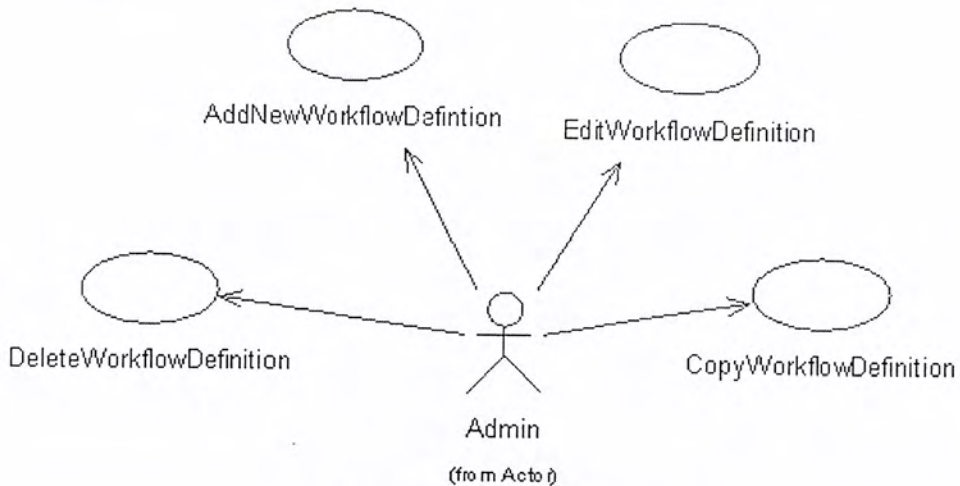 AddNewWorkflowDefintion
EditWorkflowDefinition
DeleteWorkflowDefinition
CopyWorkflowDefinition
Admin
(from Actor)